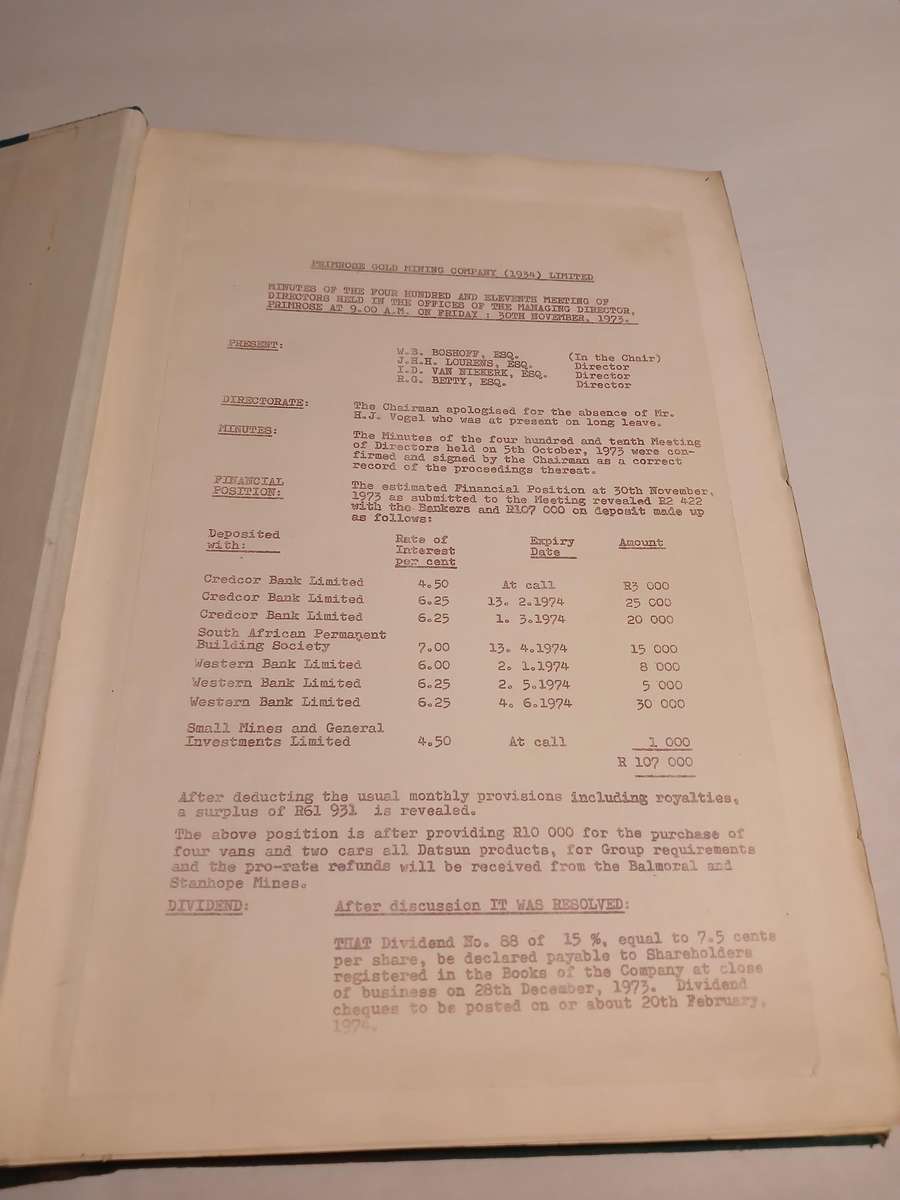 PRIMROSE GOLD MINING COMPANY (1934) LIMITED
MINUTES OF THE FOUR HUNDRED AND ELEVENTH MEETING OF
DIRECTORS HELD IN THE OFFICES OF THE MANAGING DIRECTOR,
PRIMROSE AT 9.00 A.M. ON FRIDAY : 30TH NOVEMBER, 1973.
PRESENT: W.B. BOSHOFF, ESQ. (In the Chair)
J.H.H. LOURENS, ESQ. Director
I.D. VAN NIEKERK, ESQ. Director
R.G. BETTY, ESQ. Director
DIRECTORATE: The Chairman apologised for the absence of Mr.
H.J. Vogel who was at present on long leave.
MINUTES: The Minutes of the four hundred and tenth Meeting
of Directors held on 5th October, 1973 were con-
firmed and signed by the Chairman as a correct
record of the proceedings thereat.
FINANCIAL
POSITION: The estimated Financial Position at 30th November,
1973 as submitted to the Meeting revealed R2 422
with the Bankers and R107 000 on deposit made up
as follows:
Deposited
with: Rate of
Interest
per cent Expiry
Date Amount
Credcor Bank Limited 4.50 At call R3 000
Credcor Bank Limited 6.25 13. 2.1974 25 000
Credcor Bank Limited 6.25 1. 3.1974 20 000
South African Permanent
Building Society 7.00 13. 4.1974 15 000
Western Bank Limited 6.00 2. 1.1974 8 000
Western Bank Limited 6.25 2. 5.1974 5 000
Western Bank Limited 6.25 4. 6.1974 30 000
Small Mines and General
Investments Limited 4.50 At call 1 000
R 107 000
After deducting the usual monthly provisions including royalties,
a surplus of R61 931 is revealed.
The above position is after providing R10 000 for the purchase of
four vans and two cars all Datsun products, for Group requirements
and the pro-rate refunds will be received from the Balmoral and
Stanhope Mines.
DIVIDEND: After discussion IT WAS RESOLVED:
THAT Dividend No. 88 of 15 %, equal to 7.5 cents
per share, be declared payable to Shareholders
registered in the Books of the Company at close
of business on 28th December, 1973. Dividend
cheques to be posted on or about 20th February,
1974.